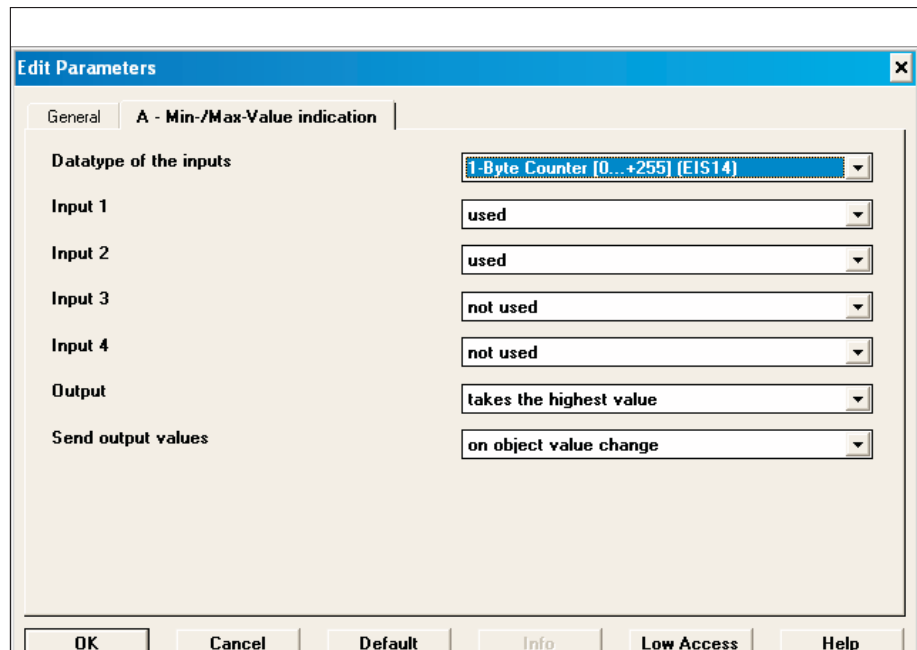 Edit Parameters
General A - Min-/Max-Value indication
Datatype of the inputs 1-Byte Counter [0...+255] (EIS14)
Input 1 used
Input 2 used
Input 3 not used
Input 4 not used
Output takes the highest value
Send output values on object value change
OK Cancel Default Info Low Access Help